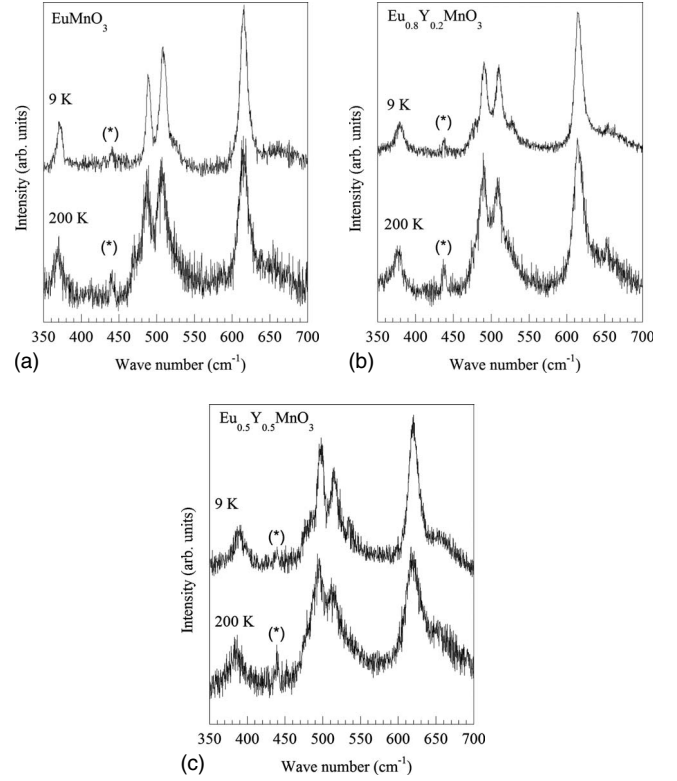 EuMnO₃
9 K
(*)
200 K
(*)
Intensity (arb. units)
350 400 450 500 550 600 650 700
Wave number (cm⁻¹)
(a)
Eu₀.₈Y₀.₂MnO₃
9 K
(*)
200 K
(*)
Intensity (arb. units)
350 400 450 500 550 600 650 700
Wave number (cm⁻¹)
(b)
Eu₀.₅Y₀.₅MnO₃
9 K
(*)
200 K
(*)
Intensity (arb. units)
350 400 450 500 550 600 650 700
Wave number (cm⁻¹)
(c)